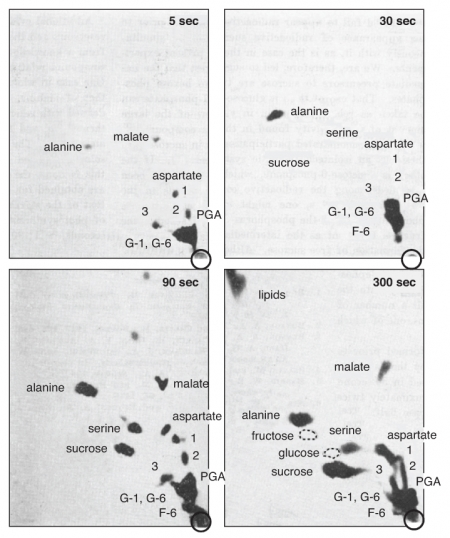 5 sec
malate
alanine
1
3
2
PGA
G-1, G-6
30 sec
alanine
serine
aspartate
sucrose
1
2
3
PGA
G-1, G-6
F-6
90 sec
alanine
malate
aspartate
serine
1
sucrose
2
3
PGA
G-1, G-6
F-6
300 sec
lipids
malate
alanine
serine
aspartate
fructose
1
glucose
2
sucrose
3
PGA
G-1, G-6
F-6